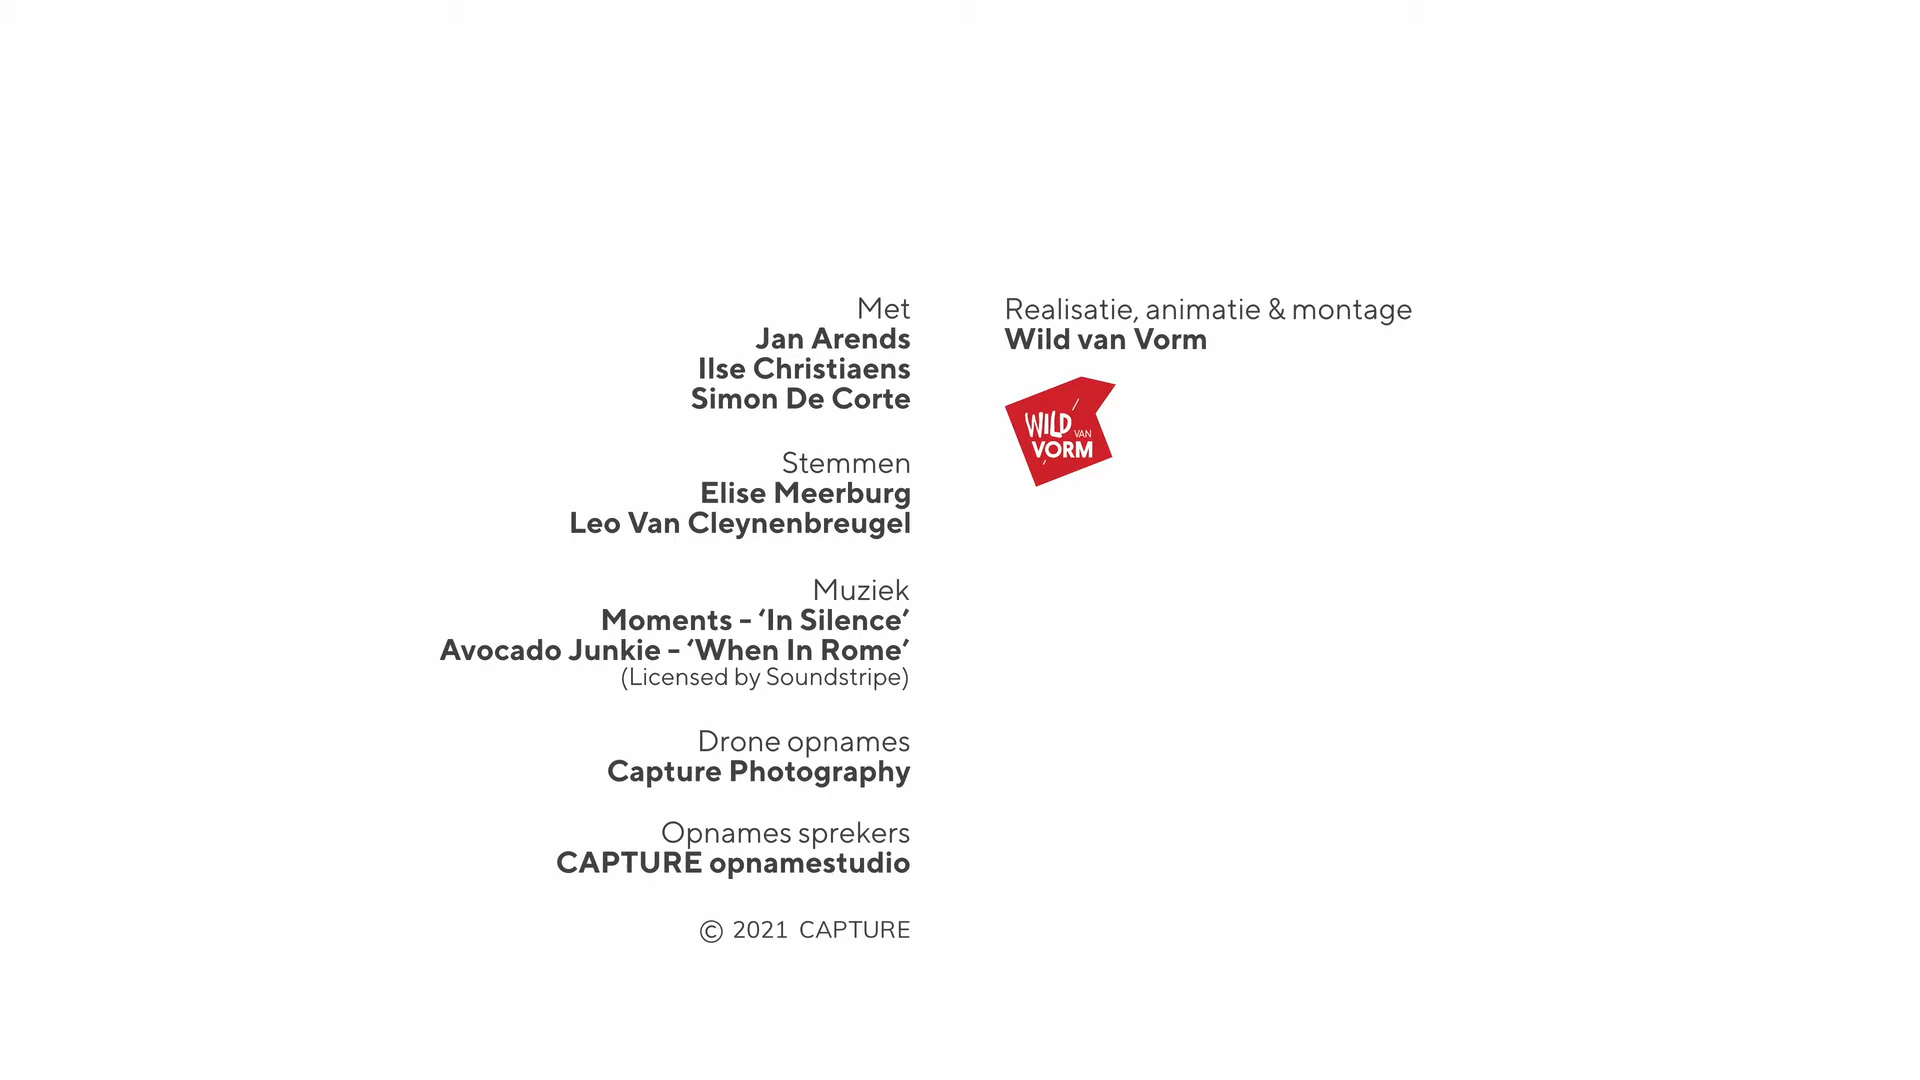 Met
Jan Arends
Ilse Christiaens
Simon De Corte
Stemmen
Elise Meerburg
Leo Van Cleynenbreugel
Muziek
Moments - ‘In Silence’
Avocado Junkie - ‘When In Rome’
(Licensed by Soundstripe)
Drone opnames
Capture Photography
Opnames sprekers
CAPTURE opnamestudio
© 2021 CAPTURE
Realisatie, animatie & montage
Wild van Vorm
WILD VAN
VORM